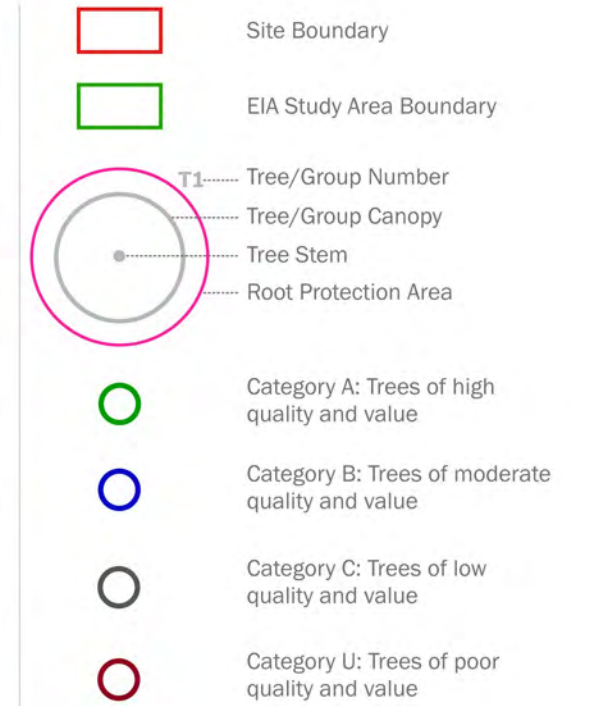 Site Boundary
EIA Study Area Boundary
T1
Tree/Group Number
Tree/Group Canopy
Tree Stem
Root Protection Area
Category A: Trees of high
quality and value
Category B: Trees of moderate
quality and value
Category C: Trees of low
quality and value
Category U: Trees of poor
quality and value